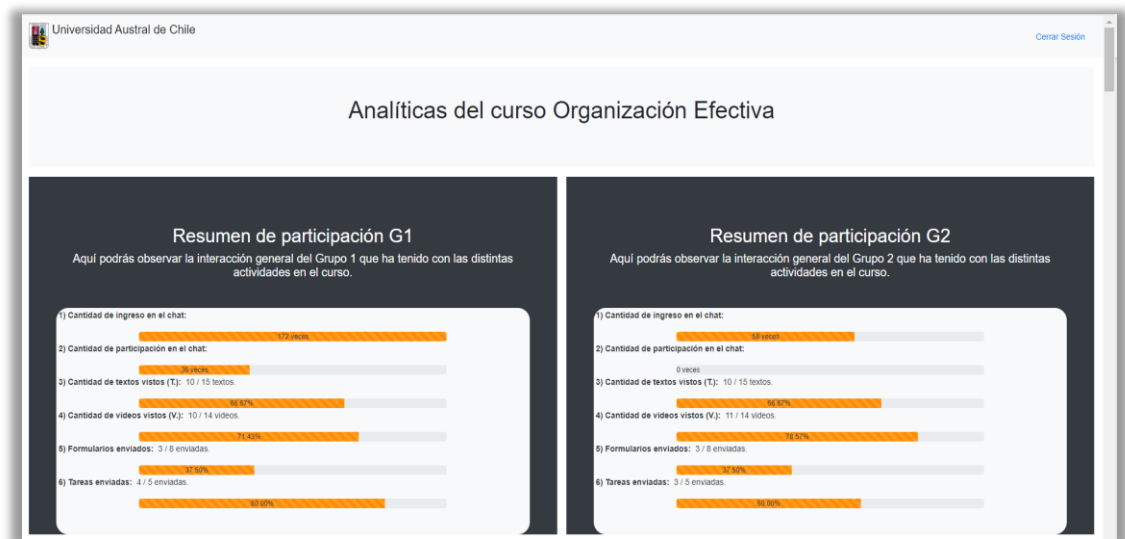 Universidad Austral de Chile
Cerrar Sesión
Analíticas del curso Organización Efectiva
Resumen de participación G1
Aquí podrás observar la interacción general del Grupo 1 que ha tenido con las distintas
actividades en el curso.
1) Cantidad de ingreso en el chat:
172 veces
2) Cantidad de participación en el chat:
36 veces
3) Cantidad de textos vistos (T.): 10 / 15 textos.
66.67%
4) Cantidad de videos vistos (V.): 10 / 14 videos.
71.43%
5) Formularios enviados: 3 / 8 enviadas.
37.50%
6) Tareas enviadas: 4 / 5 enviadas.
80.00%
Resumen de participación G2
Aquí podrás observar la interacción general del Grupo 2 que ha tenido con las distintas
actividades en el curso.
1) Cantidad de ingreso en el chat:
58 veces
2) Cantidad de participación en el chat:
0 veces
3) Cantidad de textos vistos (T.): 10 / 15 textos.
66.67%
4) Cantidad de videos vistos (V.): 11 / 14 videos.
78.57%
5) Formularios enviados: 3 / 8 enviadas.
37.50%
6) Tareas enviadas: 3 / 5 enviadas.
60.00%